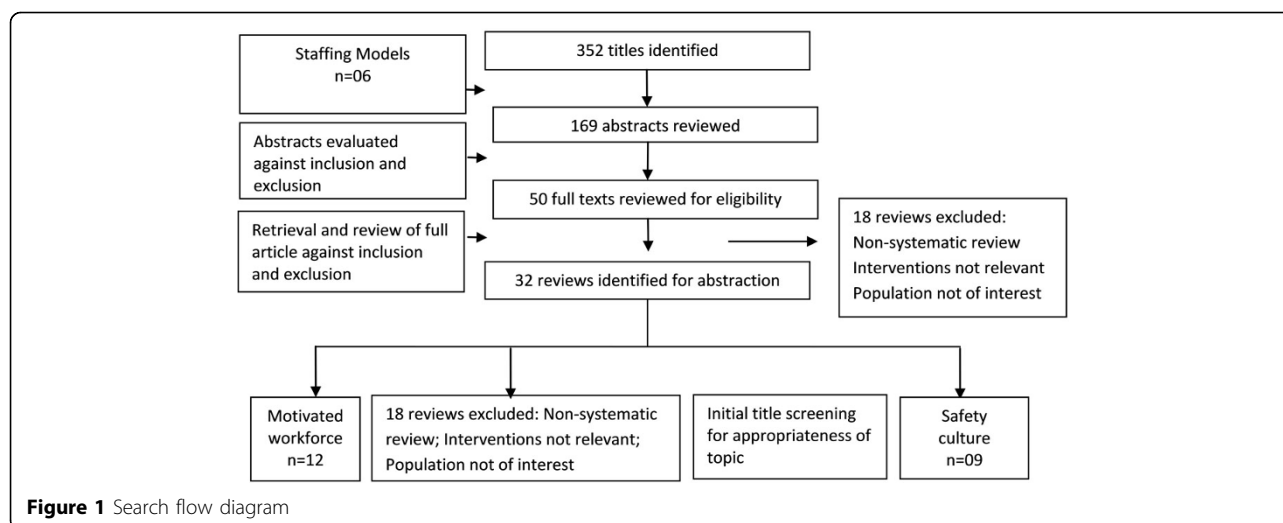 352 titles identified
Staffing Models
n=06
169 abstracts reviewed
Abstracts evaluated
against inclusion and
exclusion
50 full texts reviewed for eligibility
Retrieval and review of full
article against inclusion
and exclusion
18 reviews excluded:
Non-systematic review
Interventions not relevant
Population not of interest
32 reviews identified for abstraction
Motivated
workforce
n=12
18 reviews excluded: Non-systematic
review; Interventions not relevant;
Population not of interest
Initial title screening
for appropriateness of
topic
Safety
culture
n=09
Figure 1 Search flow diagram